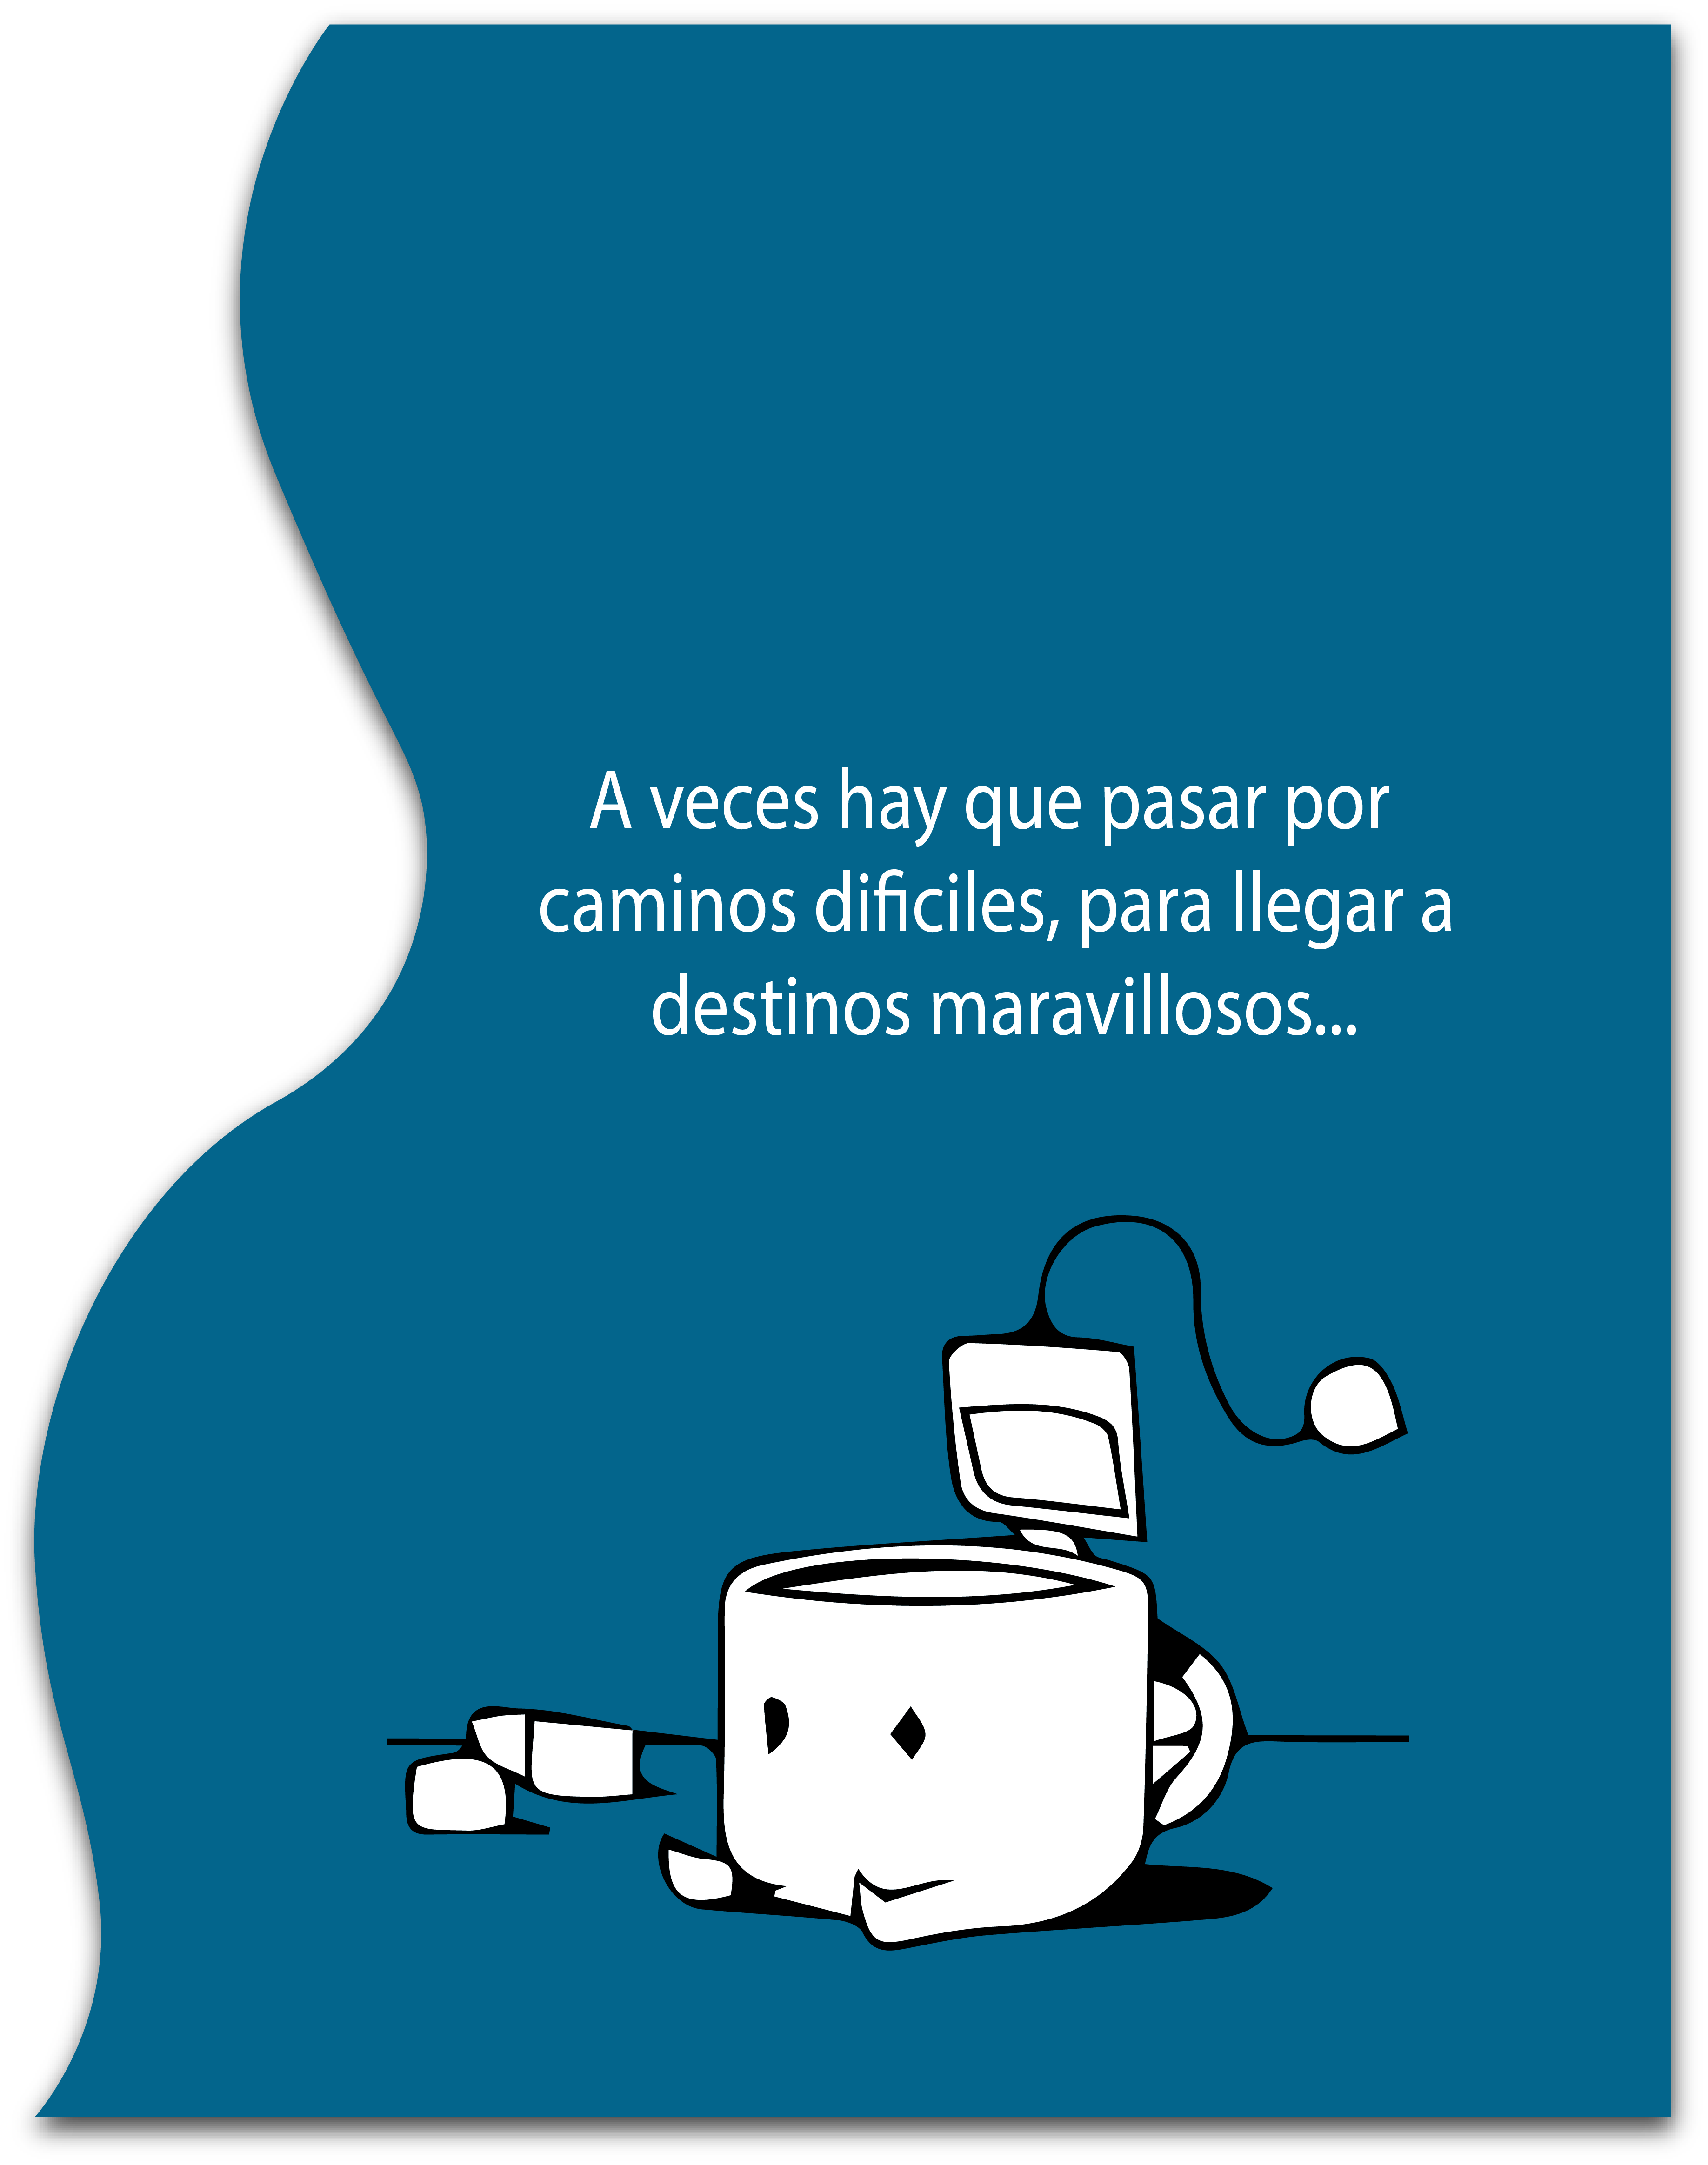 A veces hay que pasar por
caminos dificiles, para llegar a
destinos maravillosos...